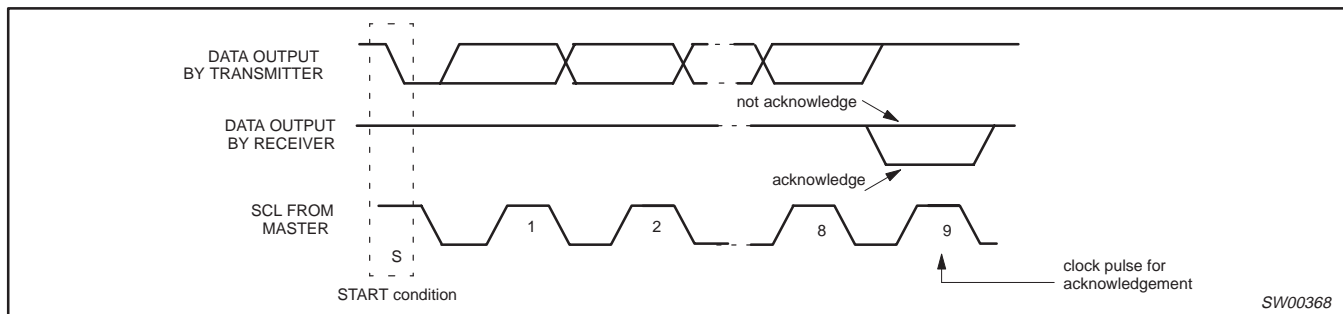 DATA OUTPUT
BY TRANSMITTER
not acknowledge
DATA OUTPUT
BY RECEIVER
acknowledge
SCL FROM
MASTER
1
2
8
9
S
START condition
clock pulse for
acknowledgement
SW00368